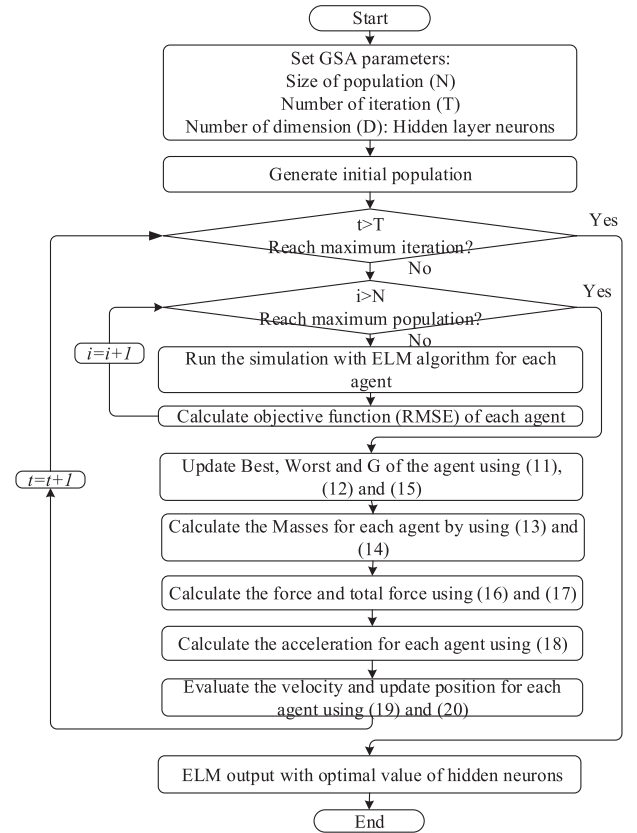 Start
Set GSA parameters:
Size of population (N)
Number of iteration (T)
Number of dimension (D): Hidden layer neurons
Generate initial population
t>T
Reach maximum iteration?
Yes
No
i>N
Reach maximum population?
Yes
No
i=i+1
Run the simulation with ELM algorithm for each
agent
Calculate objective function (RMSE) of each agent
Update Best, Worst and G of the agent using (11),
(12) and (15)
t=t+1
Calculate the Masses for each agent by using (13) and
(14)
Calculate the force and total force using (16) and (17)
Calculate the acceleration for each agent using (18)
Evaluate the velocity and update position for each
agent using (19) and (20)
ELM output with optimal value of hidden neurons
End